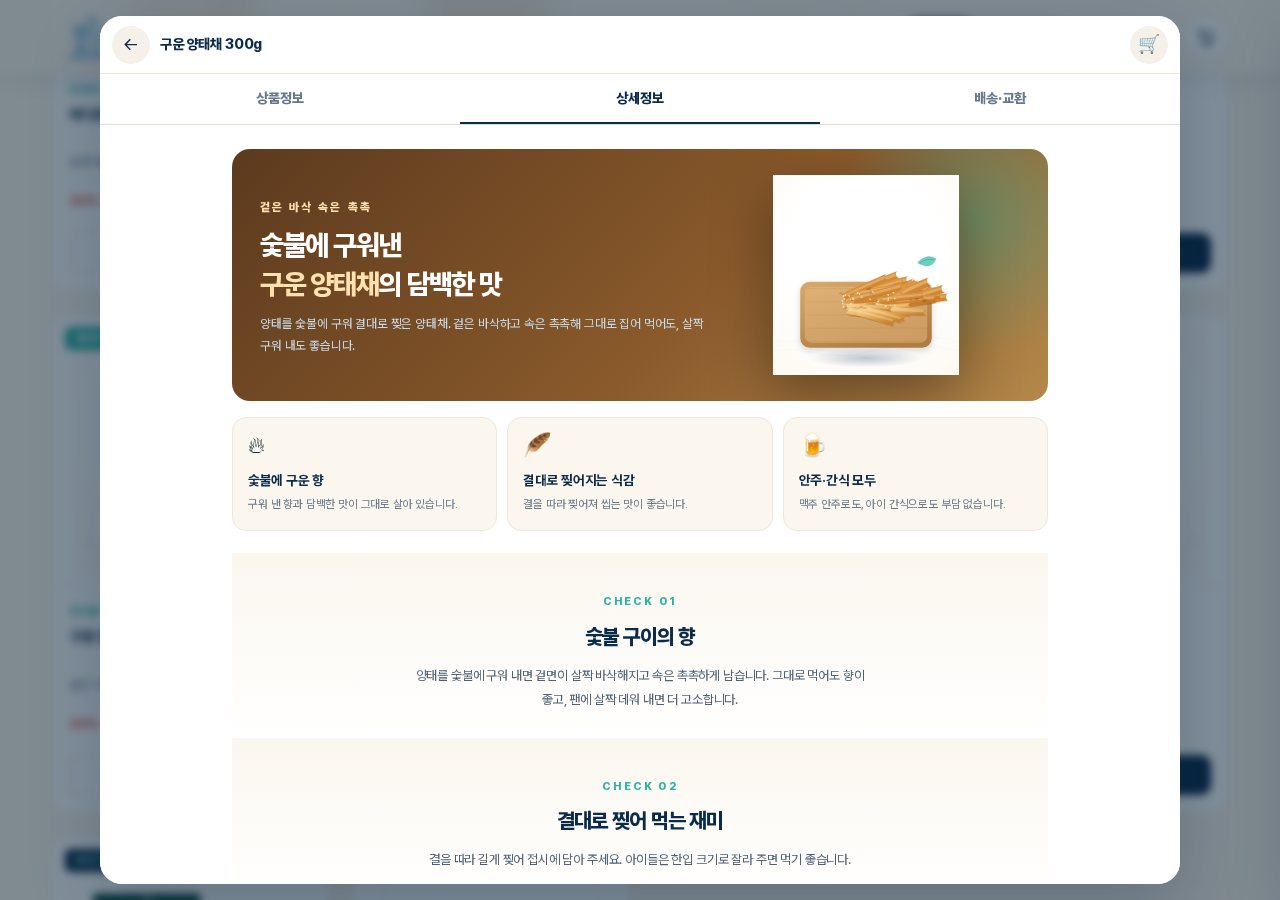 구운 양태채 300g
상품정보
상세정보
배송·교환
겉은 바삭 속은 촉촉
숯불에 구워낸
구운 양태채의 담백한 맛
양태를 숯불에 구워 결대로 찢은 양태채. 겉은 바삭하고 속은 촉촉해 그대로 집어 먹어도, 살짝
구워 내도 좋습니다.
숯불에 구운 향
구워 낸 향과 담백한 맛이 그대로 살아 있습니다.
결대로 찢어지는 식감
결을 따라 찢어져 씹는 맛이 좋습니다.
안주·간식 모두
맥주 안주로도, 아이 간식으로도 부담 없습니다.
CHECK 01
숯불 구이의 향
양태를 숯불에 구워 내면 겉면이 살짝 바삭해지고 속은 촉촉하게 남습니다. 그대로 먹어도 향이
좋고, 팬에 살짝 데워 내면 더 고소합니다.
CHECK 02
결대로 찢어 먹는 재미
결을 따라 길게 찢어 접시에 담아 주세요. 아이들은 한입 크기로 잘라 주면 먹기 좋습니다.